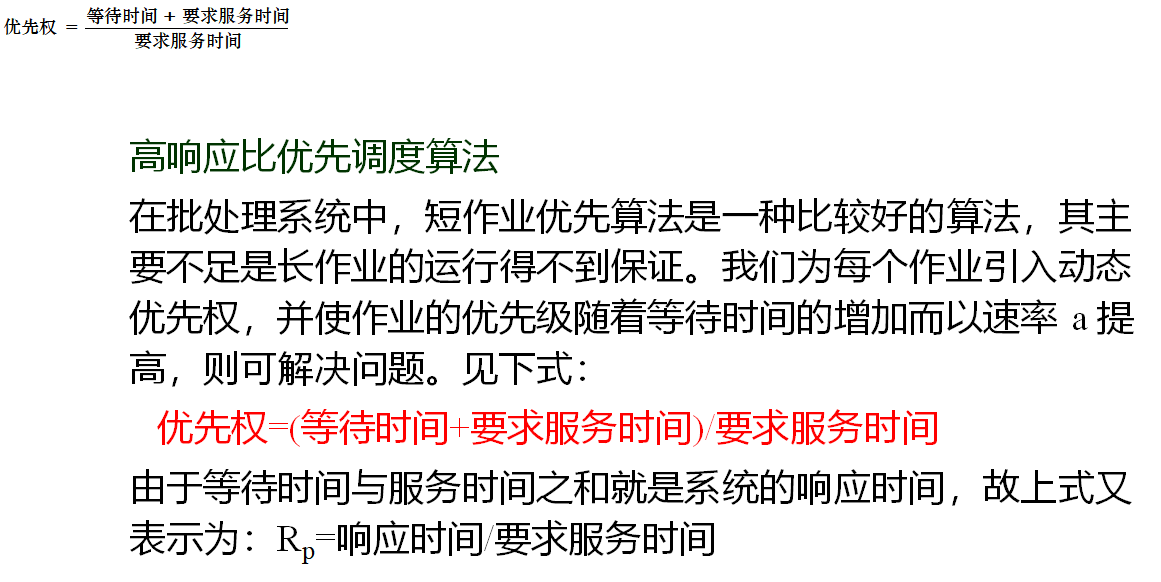 优先权 = 等待时间 + 要求服务时间
要求服务时间
高响应比优先调度算法
在批处理系统中，短作业优先算法是一种比较好的算法，其主
要不足是长作业的运行得不到保证。我们为每个作业引入动态
优先权，并使作业的优先级随着等待时间的增加而以速率 a 提
高，则可解决问题。见下式：
优先权=(等待时间+要求服务时间)/要求服务时间
由于等待时间与服务时间之和就是系统的响应时间，故上式又
表示为：Rp=响应时间/要求服务时间